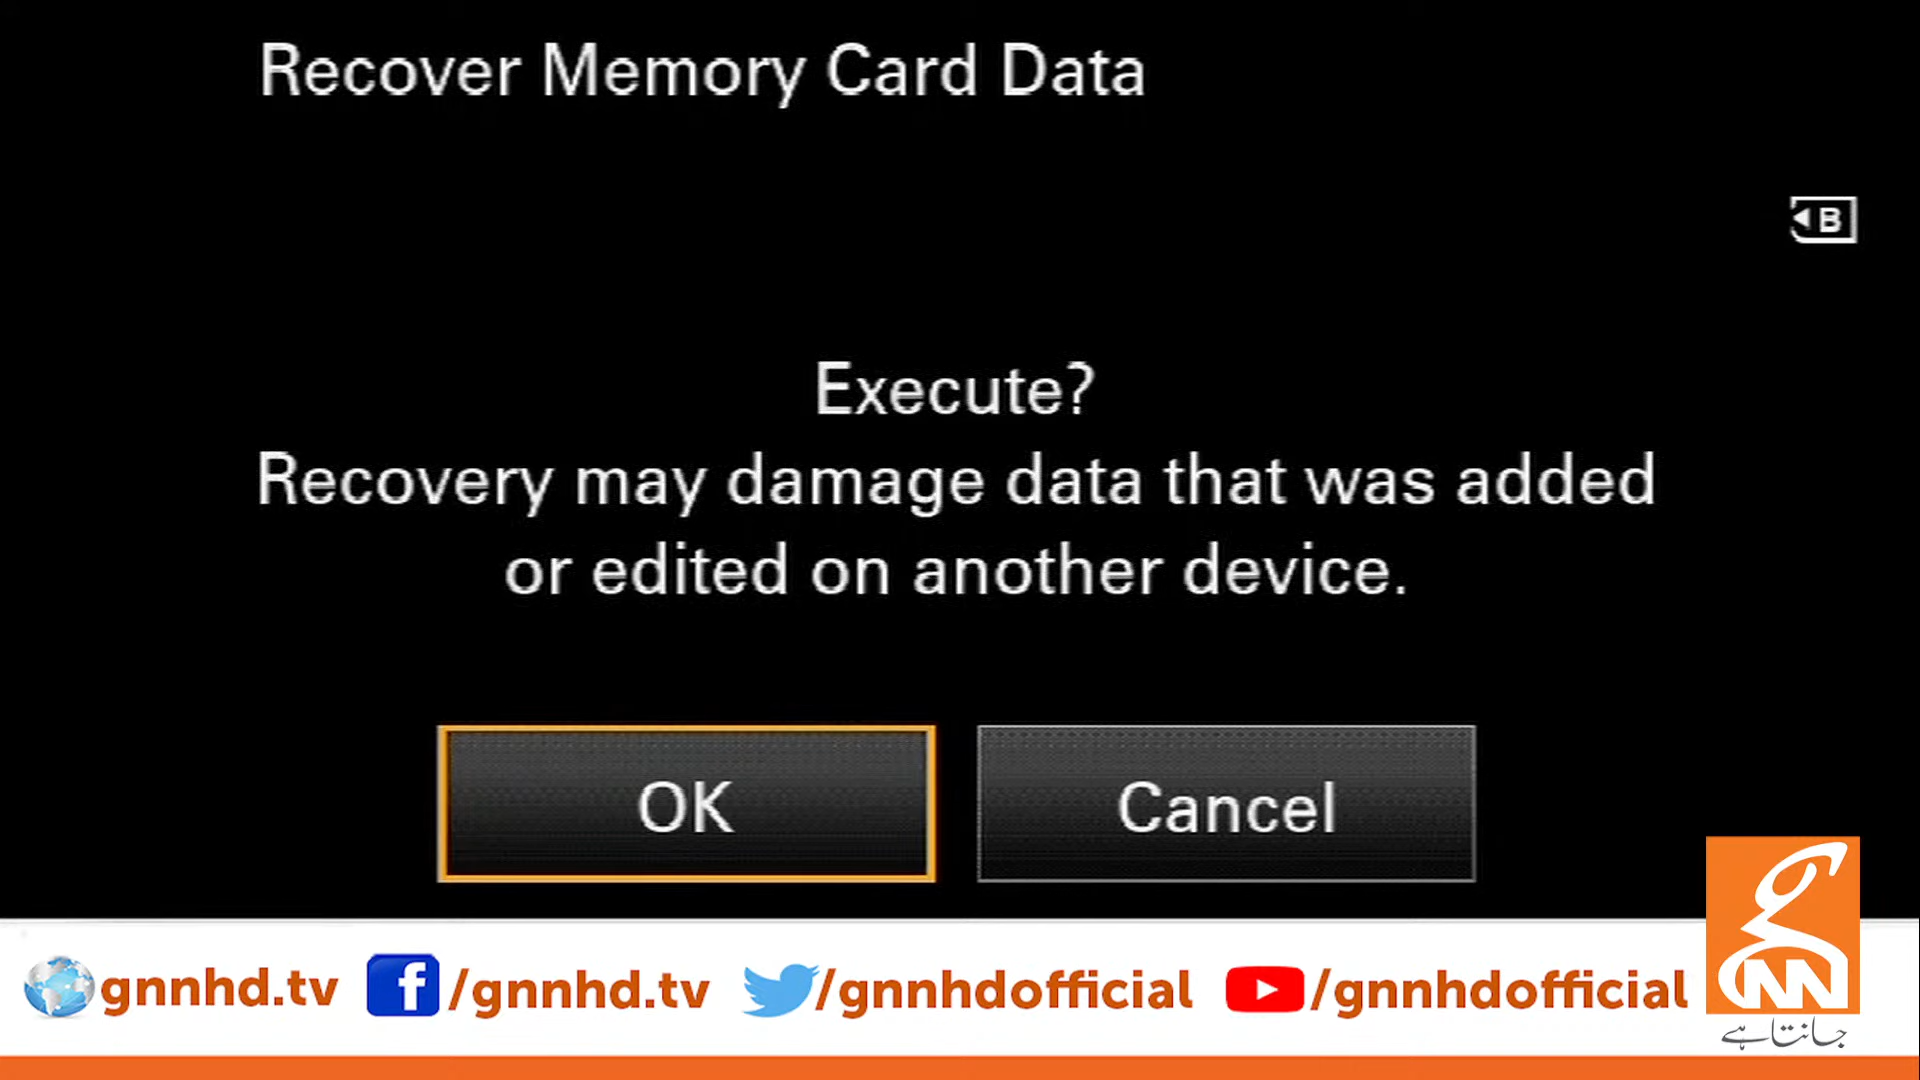 Recover Memory Card Data
B
Execute?
Recovery may damage data that was added
or edited on another device.
OK
Cancel
gnnhd.tv
/gnnhd.tv
/gnnhdofficial
/gnnhdofficial
GNN
جانتا ہے